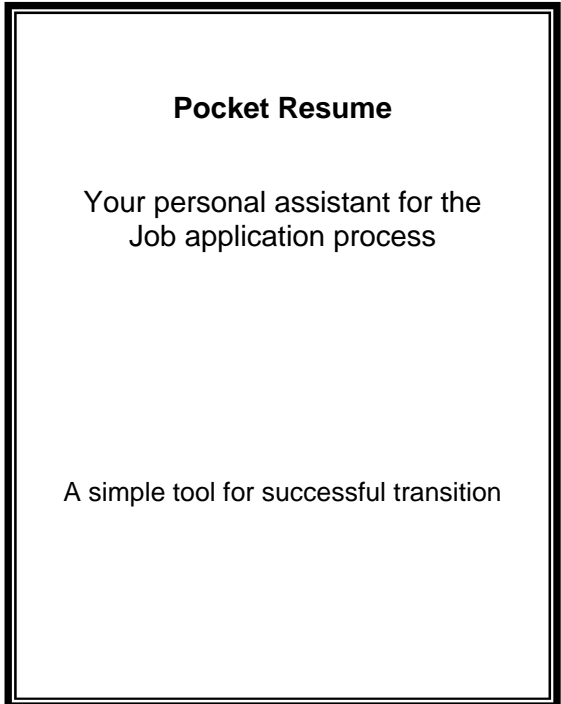 Pocket Resume
Your personal assistant for the
Job application process
A simple tool for successful transition